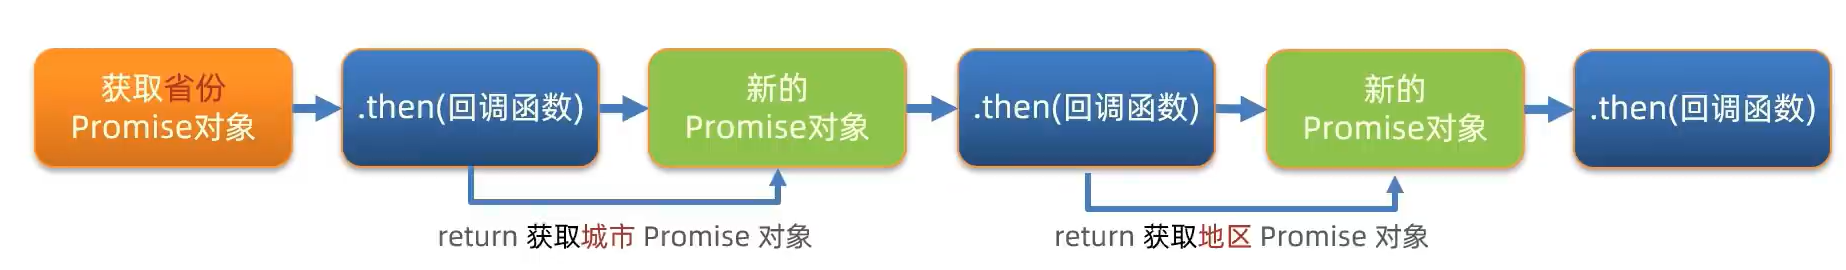 获取省份
Promise对象
.then(回调函数)
新的
Promise对象
.then(回调函数)
新的
Promise对象
.then(回调函数)
return 获取城市 Promise 对象
return 获取地区 Promise 对象